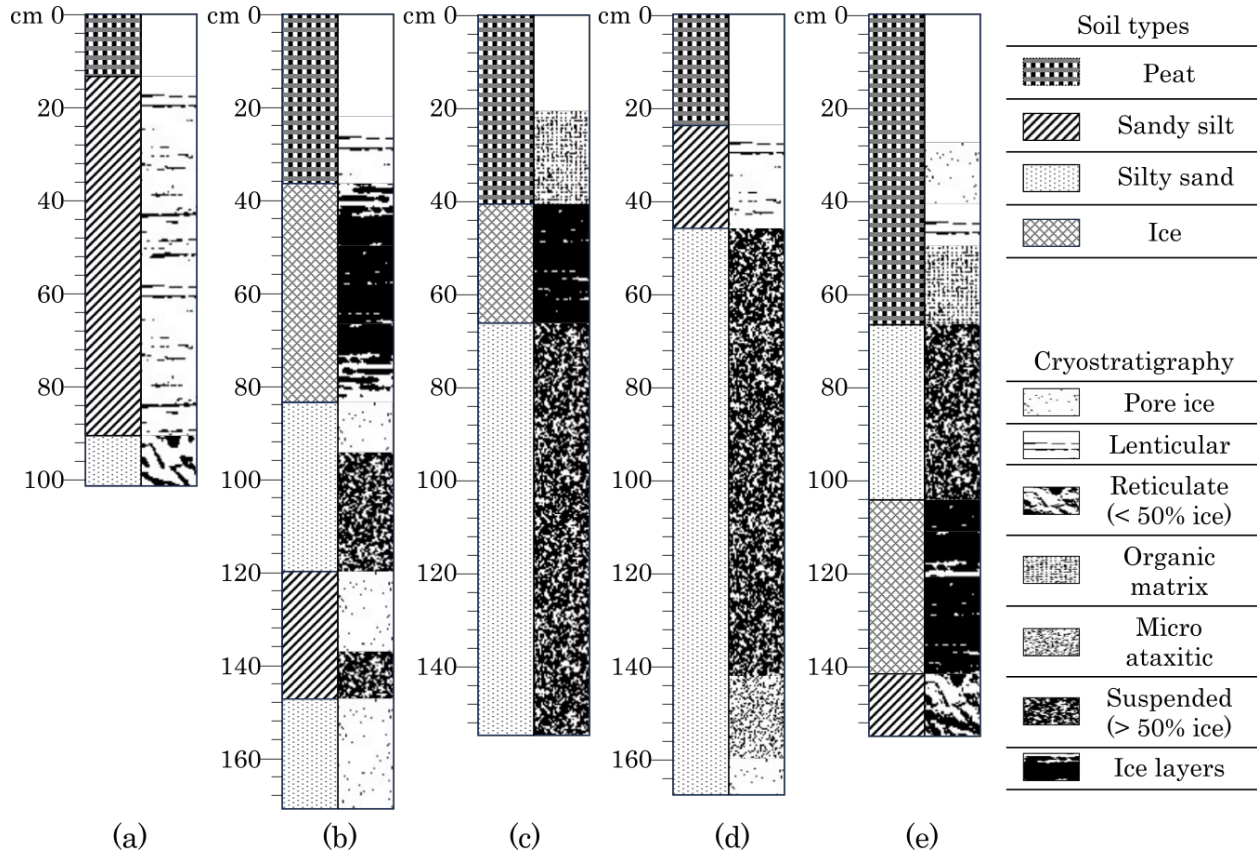 cm 0
20
40
60
80
100
(a)
cm 0
20
40
60
80
100
120
140
160
(b)
cm 0
20
40
60
80
100
120
140
(c)
cm 0
20
40
60
80
100
120
140
160
(d)
cm 0
20
40
60
80
100
120
140
(e)
Soil types
Peat
Sandy silt
Silty sand
Ice
Cryostratigraphy
Pore ice
Lenticular
Reticulate
(< 50% ice)
Organic
matrix
Micro
ataxitic
Suspended
(> 50% ice)
Ice layers